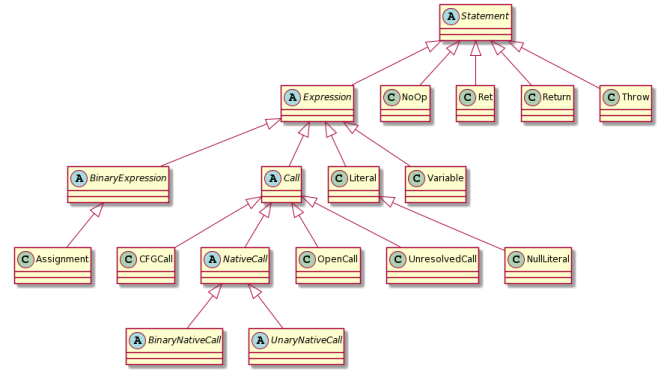 A Statement
A Expression
C NoOp
C Ret
C Return
C Throw
A BinaryExpression
A Call
C Literal
C Variable
C Assignment
C CFGCall
A NativeCall
C OpenCall
C UnresolvedCall
C NullLiteral
A BinaryNativeCall
A UnaryNativeCall